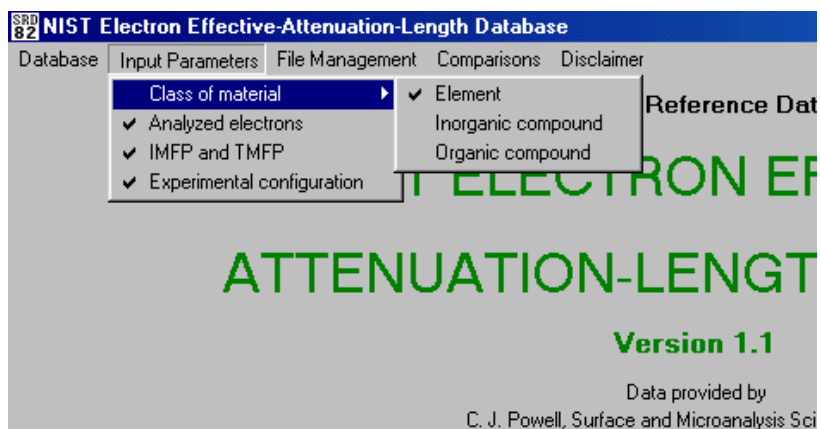 SRD 82 NIST Electron Effective-Attenuation-Length Database
Database Input Parameters File Management Comparisons Disclaimer
Class of material
Analyzed electrons
IMFP and TMFP
Experimental configuration
Element
Inorganic compound
Organic compound
Reference Dat
ELECTRON EF
ATTENUATION-LENGT
Version 1.1
Data provided by
C. J. Powell, Surface and Microanalysis Sci